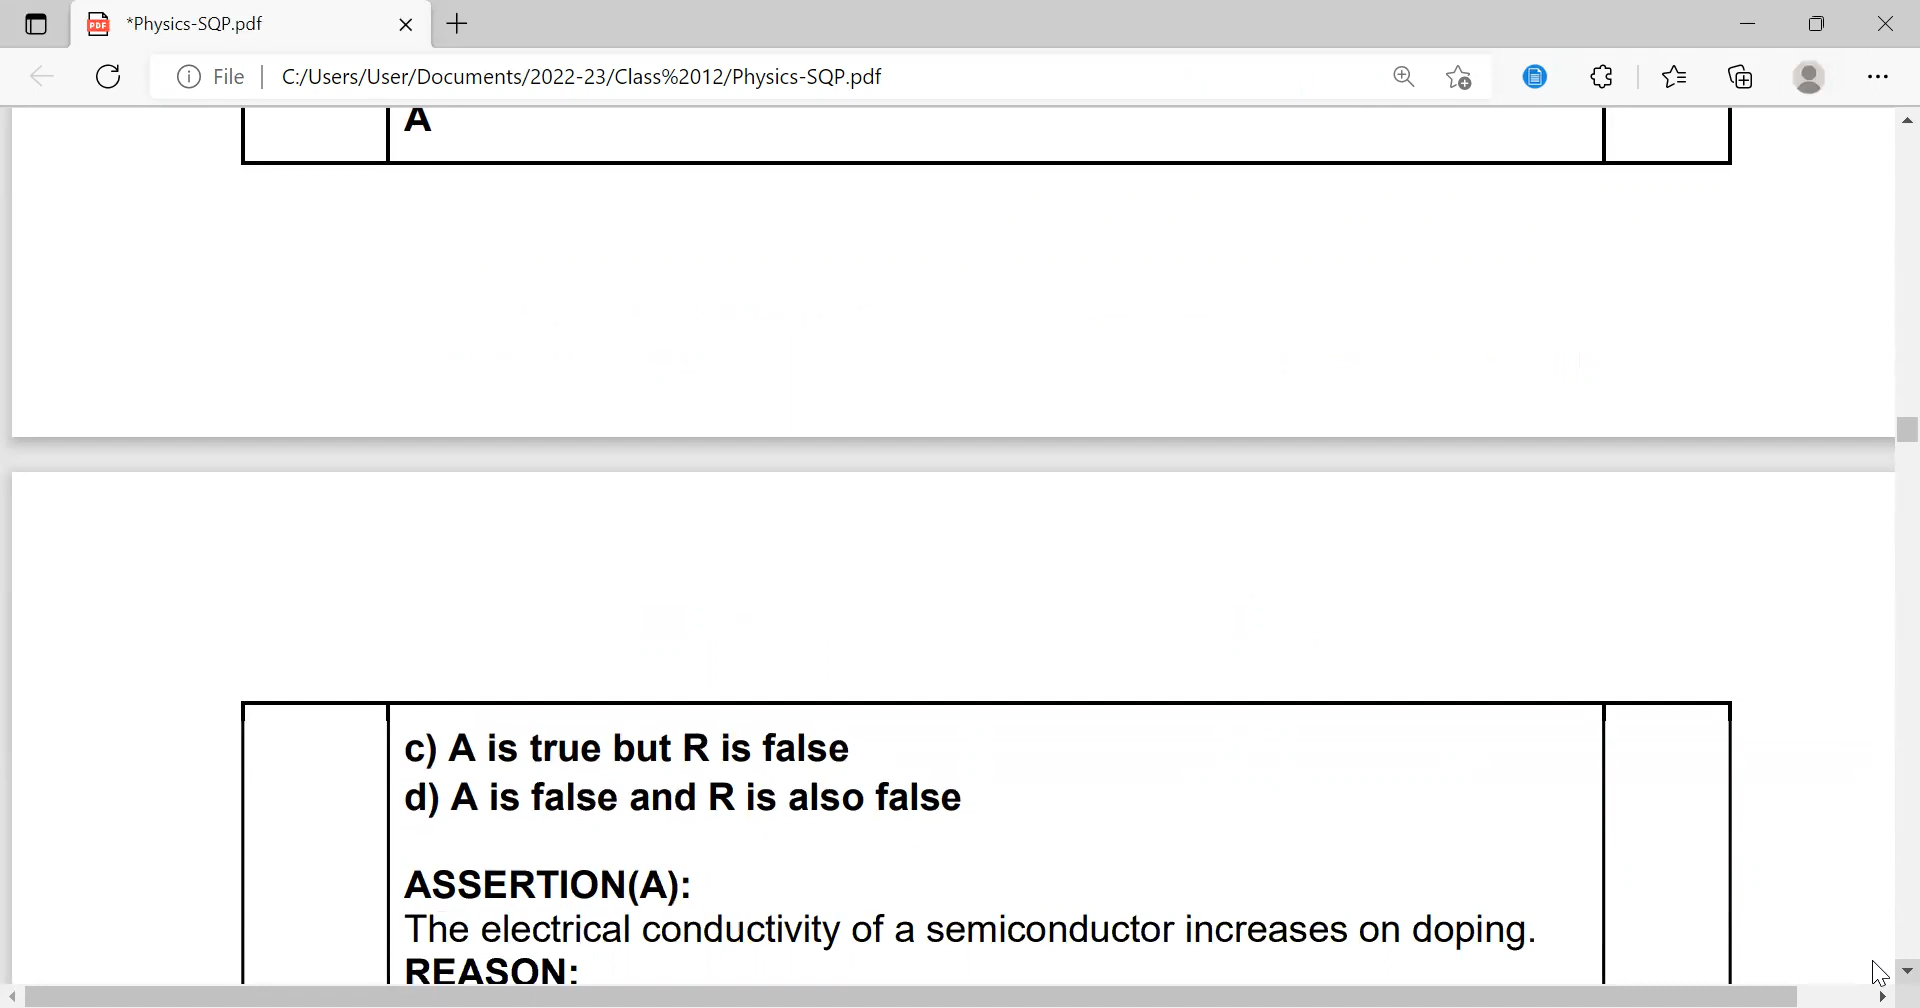 *Physics-SQP.pdf
File
C:/Users/User/Documents/2022-23/Class%2012/Physics-SQP.pdf
A
c) A is true but R is false
d) A is false and R is also false
ASSERTION(A):
The electrical conductivity of a semiconductor increases on doping.
REASON: